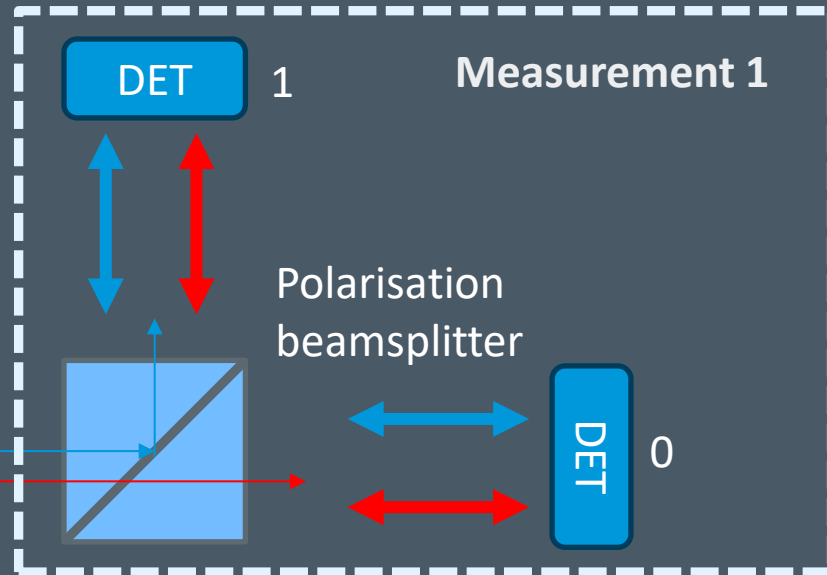 DET 1
Measurement 1
Polarisation
beamsplitter
DET 0